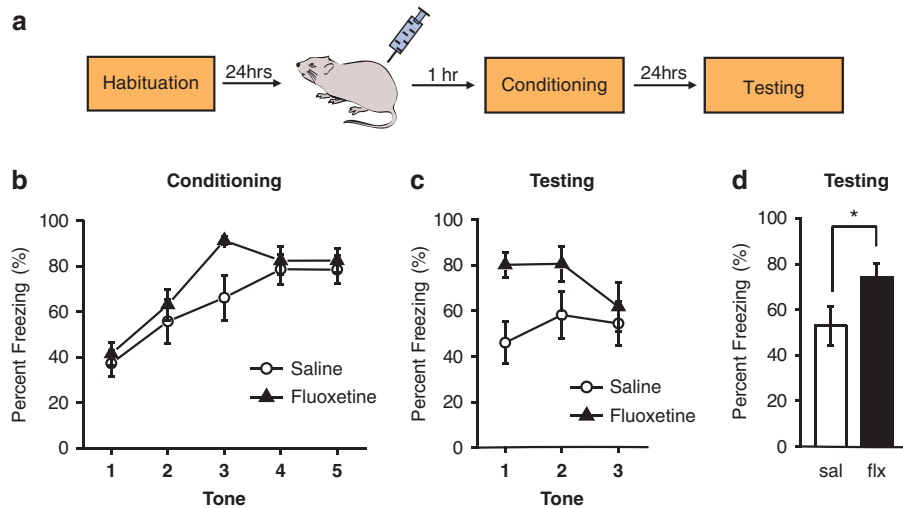 a
Habituation
24hrs
1 hr
Conditioning
24hrs
Testing
b
Conditioning
Percent Freezing (%)
100
80
60
40
20
0
Saline
Fluoxetine
1 2 3 4 5
Tone
c
Testing
Percent Freezing (%)
100
80
60
40
20
0
Saline
Fluoxetine
1 2 3
Tone
d
Testing
Percent Freezing (%)
100
80
60
40
20
0
*
sal flx